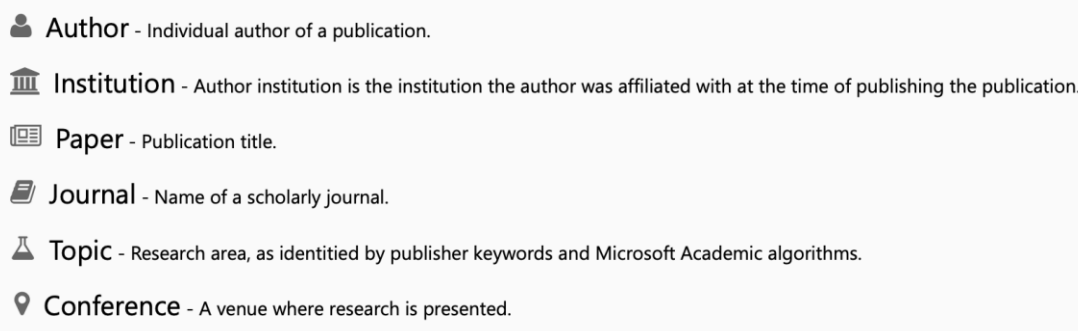 Author - Individual author of a publication.
Institution - Author institution is the institution the author was affiliated with at the time of publishing the publication.
Paper - Publication title.
Journal - Name of a scholarly journal.
Topic - Research area, as identitied by publisher keywords and Microsoft Academic algorithms.
Conference - A venue where research is presented.